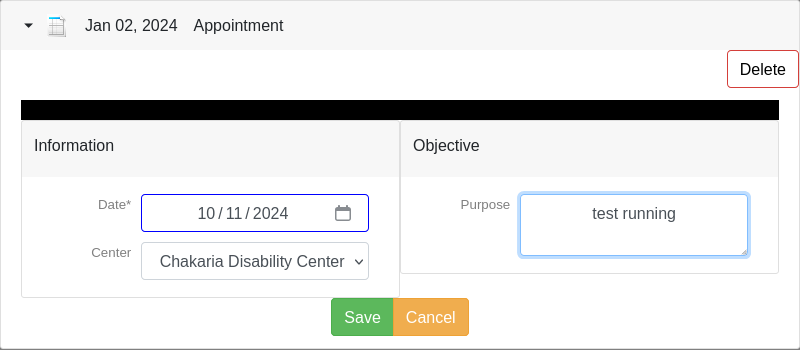 Jan 02, 2024 Appointment
Delete
Information
Objective
Date* 10/11/2024
Purpose test running
Center Chakaria Disability Center
Save Cancel